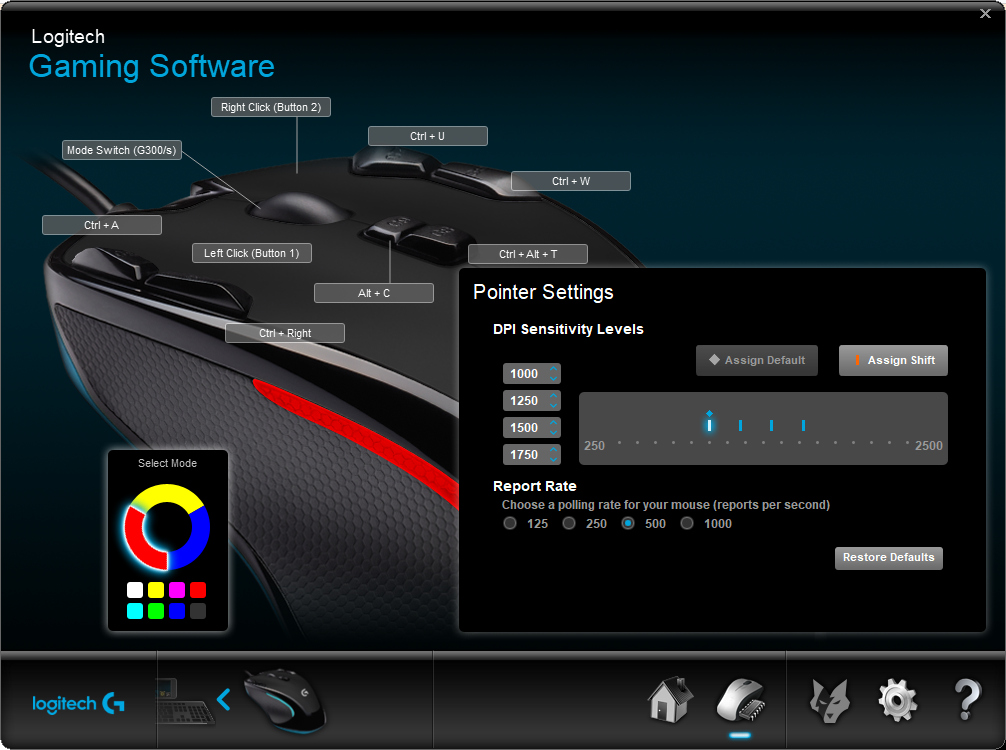 Logitech
Gaming Software
Right Click (Button 2)
Ctrl + U
Mode Switch (G300/s)
Ctrl + W
Ctrl + A
Left Click (Button 1)
Ctrl + Alt + T
Alt + C
Ctrl + Right
Pointer Settings
DPI Sensitivity Levels
Assign Default
Assign Shift
1000
1250
1500
1750
250
2500
Report Rate
Choose a polling rate for your mouse (reports per second)
125 250 500 1000
Restore Defaults
Select Mode
logitech G
?